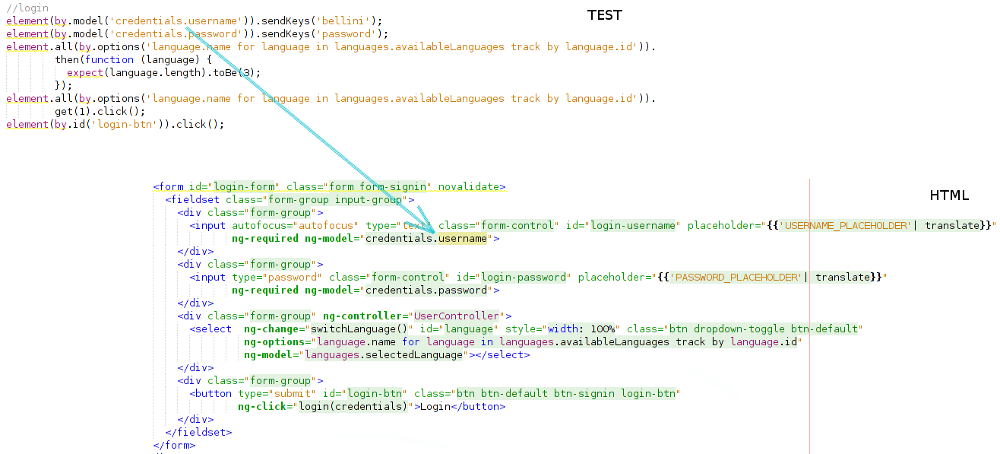 //login
TEST
element(by.model('credentials.username')).sendKeys('bellini');
element(by.model('credentials.password')).sendKeys('password');
element.all(by.options('language.name for language in languages.availableLanguages track by language.id')).
then(function (language) {
expect(language.length).toBe(3);
});
element.all(by.options('language.name for language in languages.availableLanguages track by language.id')).
get(1).click();
element(by.id('login-btn')).click();
<form id="login-form" class="form form-signin" novalidate>
HTML
<fieldset class="form-group input-group">
<div class="form-group">
<input autofocus="autofocus" type="text" class="form-control" id="login-username" placeholder={{'USERNAME_PLACEHOLDER'| translate}}"
ng-required ng-model="credentials.username">
</div>
<div class="form-group">
<input type="password" class="form-control" id="login-password" placeholder={{'PASSWORD_PLACEHOLDER'| translate}}"
ng-required ng-model="credentials.password">
</div>
<div class="form-group" ng-controller="UserController">
<select  ng-change="switchLanguage()" id="language" style="width: 100%" class="btn dropdown-toggle btn-default"
ng-options="language.name for language in languages.availableLanguages track by language.id"
ng-model="languages.selectedLanguage"></select>
</div>
<div class="form-group">
<button type="submit" id="login-btn" class="btn btn-default btn-signin login-btn"
ng-click="login(credentials)">Login</button>
</div>
</fieldset>
</form>